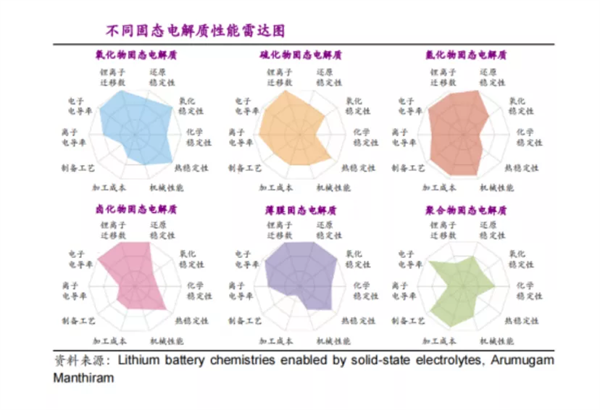 不同固态电解质性能雷达图
氧化物固态电解质
硫化物固态电解质
氮化物固态电解质
锂离子 迁移数
还原 稳定性
氧化 稳定性
化学 稳定性
热稳定性
机械性能
加工成本
制备工艺
离子 电导率
电子 电导率
锂离子 迁移数
还原 稳定性
氧化 稳定性
化学 稳定性
热稳定性
机械性能
加工成本
制备工艺
离子 电导率
电子 电导率
锂离子 迁移数
还原 稳定性
氧化 稳定性
化学 稳定性
热稳定性
机械性能
加工成本
制备工艺
离子 电导率
电子 电导率
卤化物固态电解质
薄膜固态电解质
聚合物固态电解质
锂离子 迁移数
还原 稳定性
氧化 稳定性
化学 稳定性
热稳定性
机械性能
加工成本
制备工艺
离子 电导率
电子 电导率
锂离子 迁移数
还原 稳定性
氧化 稳定性
化学 稳定性
热稳定性
机械性能
加工成本
制备工艺
离子 电导率
电子 电导率
锂离子 迁移数
还原 稳定性
氧化 稳定性
化学 稳定性
热稳定性
机械性能
加工成本
制备工艺
离子 电导率
电子 电导率
资料来源：Lithium battery chemistries enabled by solid-state electrolytes, Arumugam
Manthiram